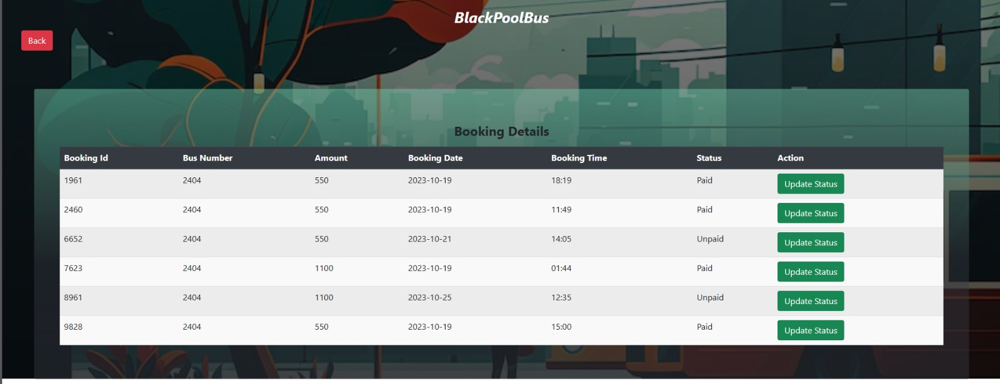 BlackPoolBus
Back
Booking Details
Booking Id Bus Number Amount Booking Date Booking Time Status Action
1961 2404 550 2023-10-19 18:19 Paid Update Status
2460 2404 550 2023-10-19 11:49 Paid Update Status
6652 2404 550 2023-10-21 14:05 Unpaid Update Status
7623 2404 1100 2023-10-19 01:44 Paid Update Status
8961 2404 1100 2023-10-25 12:35 Unpaid Update Status
9828 2404 550 2023-10-19 15:00 Paid Update Status